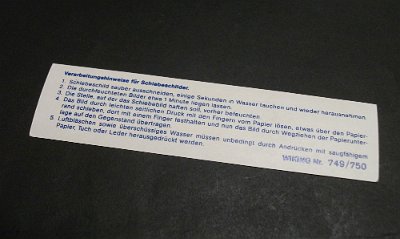 Verarbeitungshinweise für Schiebeschilder.
1. Schiebeschild sauber ausschneiden, einige Sekunden in Wasser tauchen und wieder herausnehmen.
2. Die durchfeuchteten Bilder etwa 1 Minute liegen lassen.
3. Die Stelle, auf der das Schiebebild haften soll, vorher befeuchten.
4. Das Bild durch leichten seitlichen Druck mit den Fingern vom Papier lösen, etwas über den Papier-
rand schieben, dort mit einem Finger festhalten und nun das Bild durch Wegziehen der Papierunter-
lage auf den Gegenstand übertragen.
5. Luftbläschen sowie überschüssiges Wasser müssen unbedingt durch Andrücken mit saugfähigem
Papier, Tuch oder Leder herausgedrückt werden.
WIKING Nr. 749/750